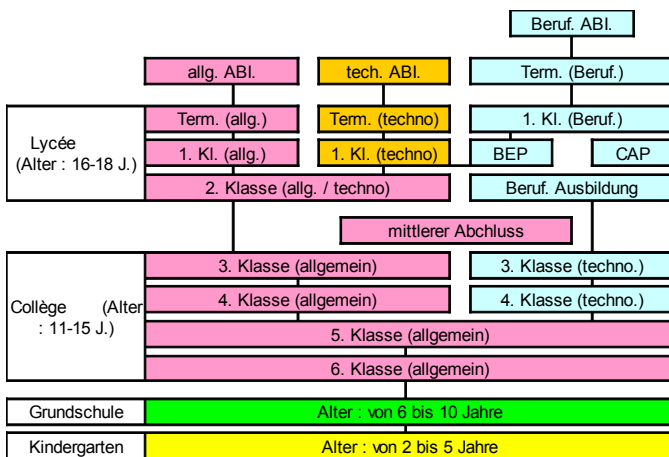 Beruf. ABI.
allg. ABI.
tech. ABI.
Term. (Beruf.)
Term. (allg.)
Term. (techno)
1. Kl. (Beruf.)
Lycée
(Alter : 16-18 J.)
1. Kl. (allg.)
1. Kl. (techno)
BEP
CAP
2. Klasse (allg. / techno)
Beruf. Ausbildung
mittlerer Abschluss
3. Klasse (allgemein)
3. Klasse (techno.)
Collège (Alter
: 11-15 J.)
4. Klasse (allgemein)
4. Klasse (techno.)
5. Klasse (allgemein)
6. Klasse (allgemein)
Grundschule
Alter : von 6 bis 10 Jahre
Kindergarten
Alter : von 2 bis 5 Jahre